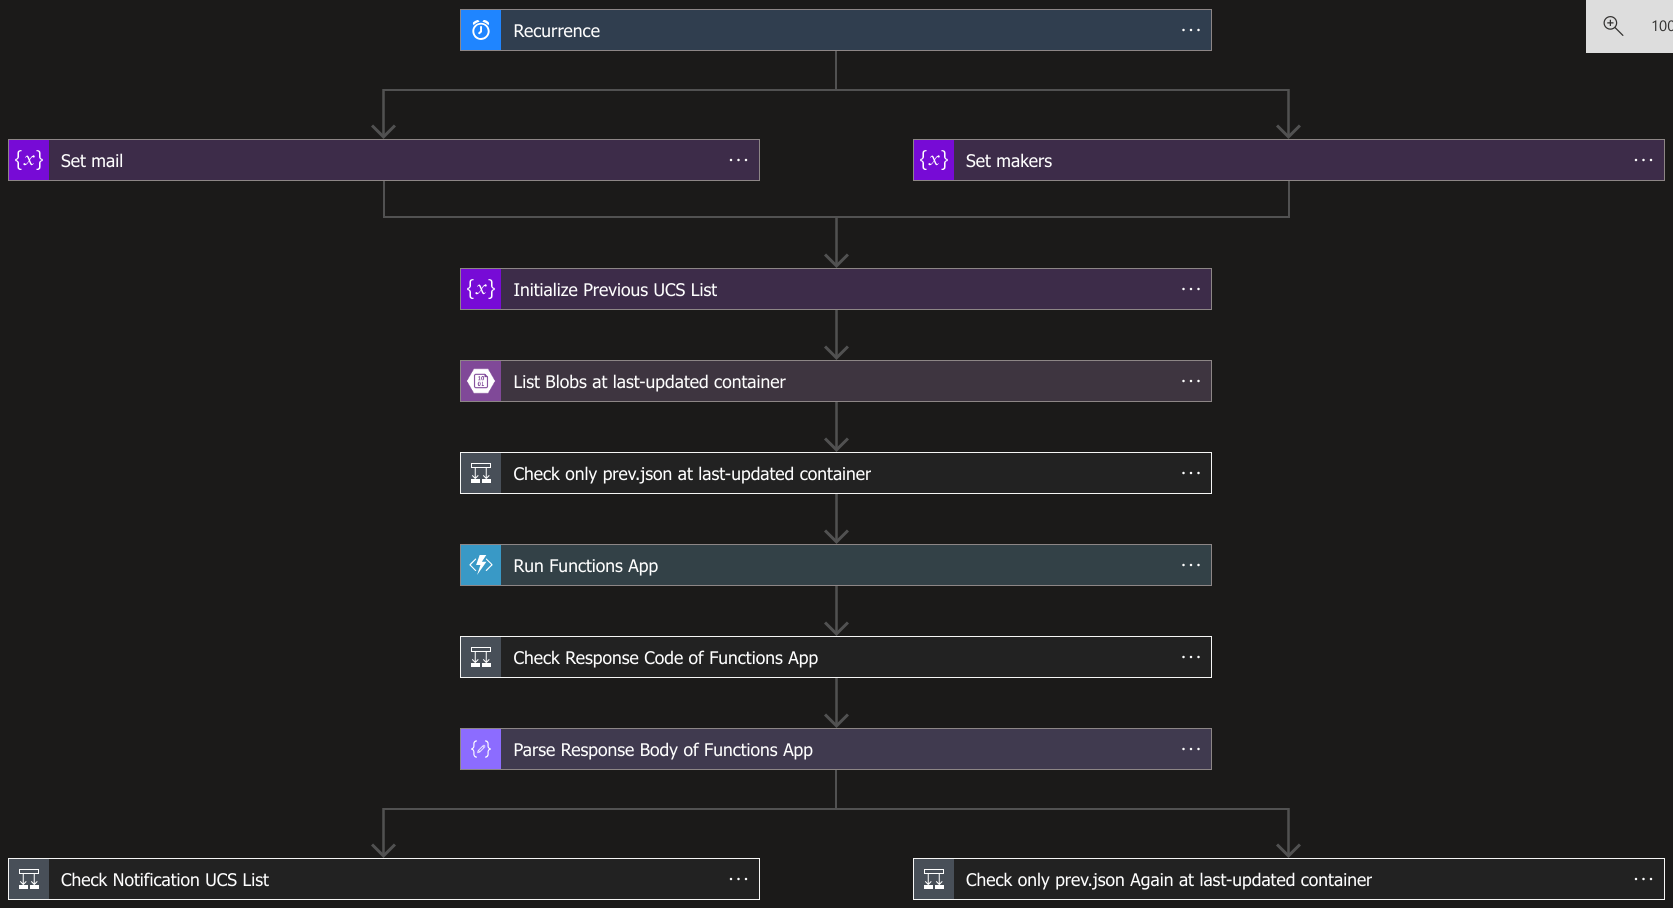 Recurrence
100
{x} Set mail
{x} Set makers
{x} Initialize Previous UCS List
List Blobs at last-updated container
Check only prev.json at last-updated container
Run Functions App
Check Response Code of Functions App
Parse Response Body of Functions App
Check Notification UCS List
Check only prev.json Again at last-updated container